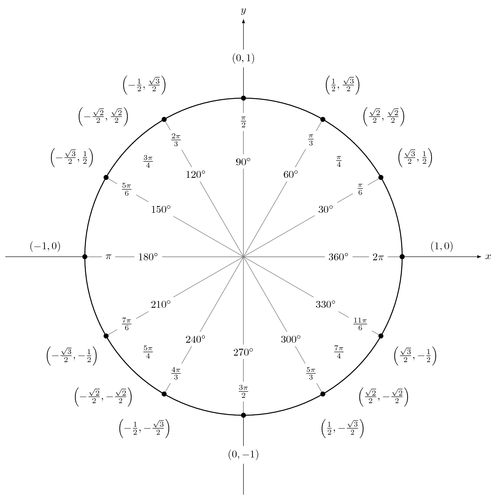 y
(0, 1)
(-1/2, √3/2) (1/2, √3/2)
(-√2/2, √2/2) (√2/2, √2/2)
π/2
2π/3 π/3
(-√3/2, 1/2) 3π/4 90° π/4 (√3/2, 1/2)
120° 60°
5π/6 π/6
150° 30°
(-1, 0) (1, 0)
π 180° 360° 2π x
210° 330°
7π/6 11π/6
240° 300°
(-√3/2, -1/2) 5π/4 270° 7π/4 (√3/2, -1/2)
4π/3 5π/3
3π/2
(-√2/2, -√2/2) (√2/2, -√2/2)
(-1/2, -√3/2) (1/2, -√3/2)
(0, -1)